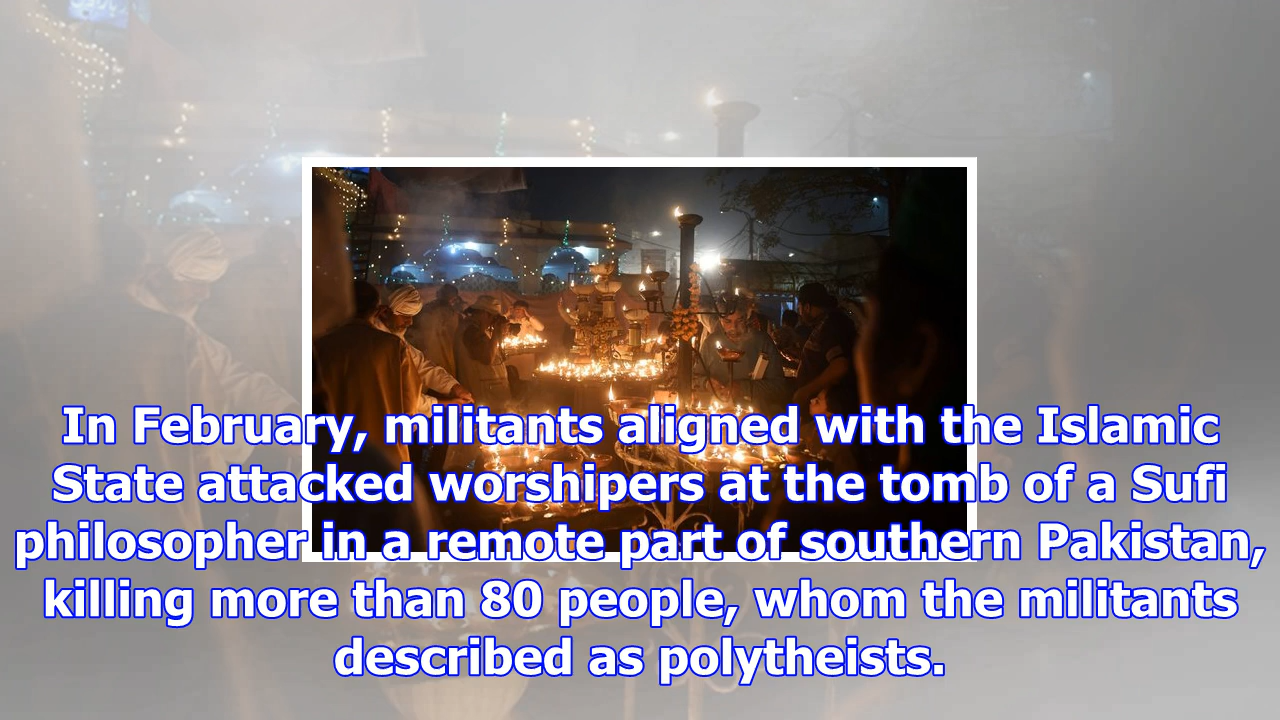 In February, militants aligned with the Islamic
State attacked worshipers at the tomb of a Sufi
philosopher in a remote part of southern Pakistan,
killing more than 80 people, whom the militants
described as polytheists.